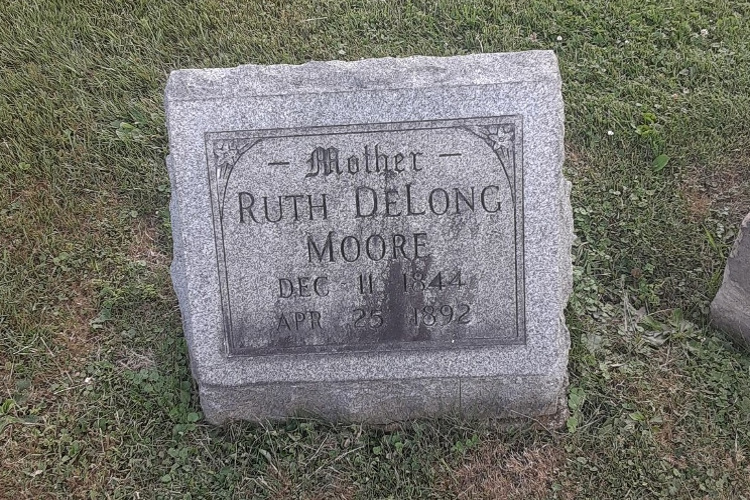 – Mother –
RUTH DELONG
MOORE
DEC 11 1844
APR 25 1892